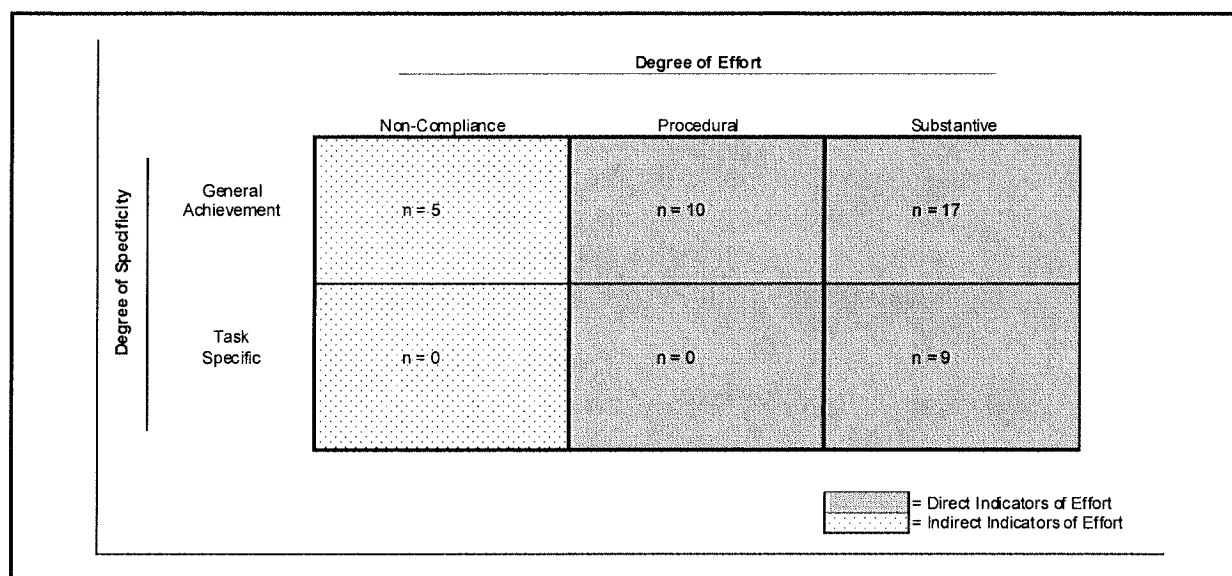 Degree of Effort
Non-Compliance Procedural Substantive
Degree of Specificity
General
Achievement
n = 5 n = 10 n = 17
Task
Specific
n = 0 n = 0 n = 9
= Direct Indicators of Effort
= Indirect Indicators of Effort